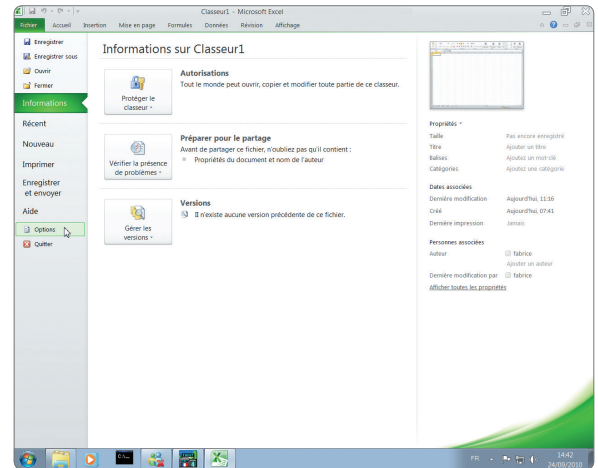 Classeur1 - Microsoft Excel
Fichier Accueil Insertion Mise en page Formules Données Révision Affichage
Enregistrer
Enregistrer sous
Ouvrir
Fermer
Informations
Récent
Nouveau
Imprimer
Enregistrer
et envoyer
Aide
Options
Quitter
Informations sur Classeur1
Protéger le
classeur
Autorisations
Tout le monde peut ouvrir, copier et modifier toute partie de ce classeur.
Vérifier la présence
de problèmes
Préparer pour le partage
Avant de partager ce fichier, n'oubliez pas qu'il contient :
Propriétés du document et nom de l'auteur
Gérer les
versions
Versions
Il n'existe aucune version précédente de ce fichier.
Propriétés
Taille Pas encore enregistré
Titre Ajouter un titre
Balises Ajoutez un mot-clé
Catégories Ajoutez une catégorie
Dates associées
Dernière modification Aujourd'hui, 11:16
Créé Aujourd'hui, 07:41
Dernière impression Jamais
Personnes associées
Auteur fabrice
Ajouter un auteur
Dernière modification par fabrice
Afficher toutes les propriétés
FR
14:42
24/09/2010